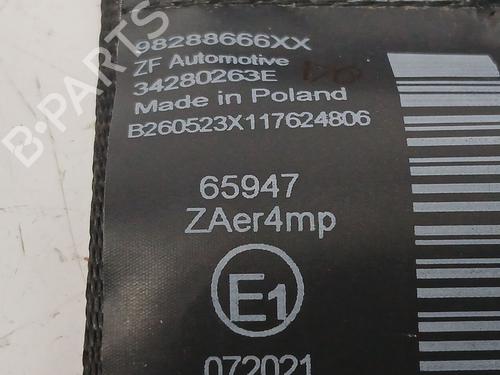 98288666XX
ZF Automotive
34280263E
Made in Poland
B260523X117624806
65947
ZAer4mp
E1
072021
B-PARTS